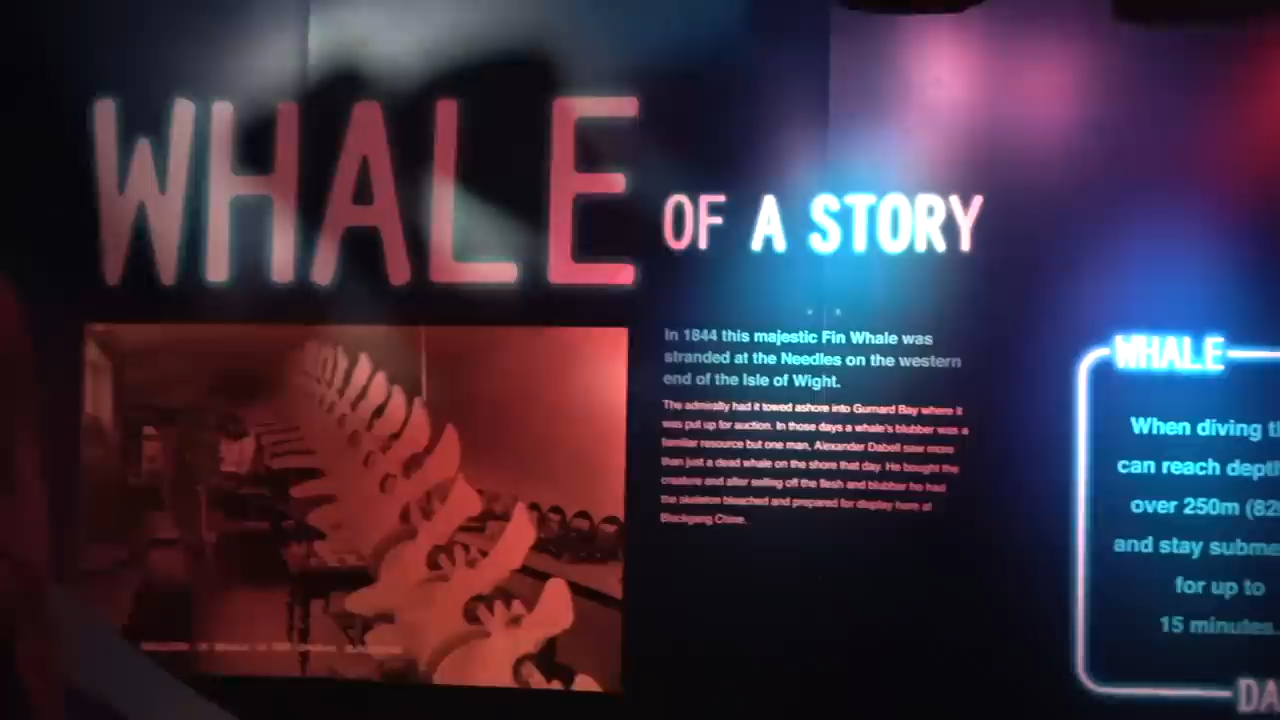 WHALE
OF A STORY
In 1844 this majestic Fin Whale was
stranded at the Needles on the western
end of the Isle of Wight.
The admiralty had it towed ashore into Gurnard Bay where it
was put up for auction. In those days a whale's blubber was a
familiar resource but one man, Alexander Dabell saw more
than just a dead whale on the shore that day. He bought the
creature and after selling off the flesh and blubber he had
the skeleton bleached and prepared for display here at
Blackgang Chine.
WHALE
When diving t
can reach dept
over 250m (82
and stay subme
for up to
15 minutes.
DA